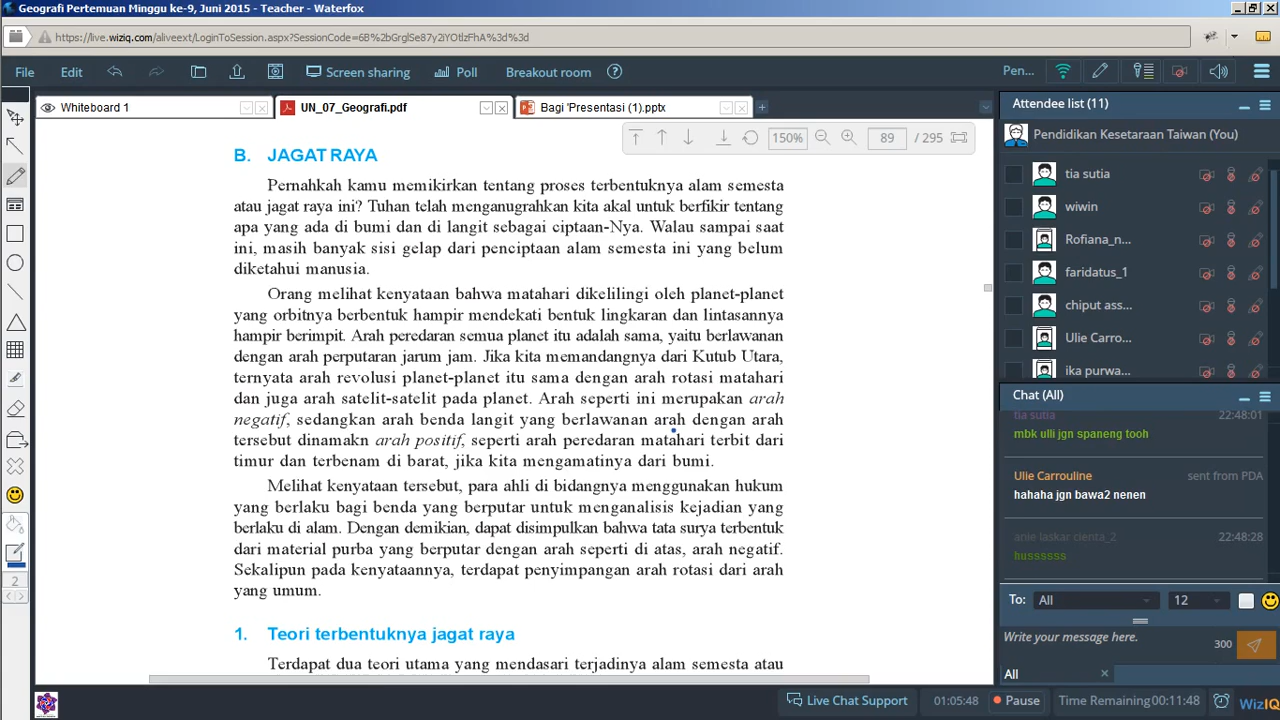 Geografi Pertemuan Minggu ke-9, Juni 2015 - Teacher - Waterfox
https://live.wiziq.com/aliveext/LoginToSession.aspx?SessionCode=6B%2bGrglSe87y2iYOtlzFhA%3d%3d
File Edit Screen sharing Poll Breakout room Pen...
Whiteboard 1 UN_07_Geografi.pdf Bagi 'Presentasi (1).pptx
150% 89 / 295
B. JAGAT RAYA
Pernahkah kamu memikirkan tentang proses terbentuknya alam semesta
atau jagat raya ini? Tuhan telah menganugrahkan kita akal untuk berfikir tentang
apa yang ada di bumi dan di langit sebagai ciptaan-Nya. Walau sampai saat
ini, masih banyak sisi gelap dari penciptaan alam semesta ini yang belum
diketahui manusia.
Orang melihat kenyataan bahwa matahari dikelilingi oleh planet-planet
yang orbitnya berbentuk hampir mendekati bentuk lingkaran dan lintasannya
hampir berimpit. Arah peredaran semua planet itu adalah sama, yaitu berlawanan
dengan arah perputaran jarum jam. Jika kita memandangnya dari Kutub Utara,
ternyata arah revolusi planet-planet itu sama dengan arah rotasi matahari
dan juga arah satelit-satelit pada planet. Arah seperti ini merupakan arah
negatif, sedangkan arah benda langit yang berlawanan arah dengan arah
tersebut dinamakn arah positif, seperti arah peredaran matahari terbit dari
timur dan terbenam di barat, jika kita mengamatinya dari bumi.
Melihat kenyataan tersebut, para ahli di bidangnya menggunakan hukum
yang berlaku bagi benda yang berputar untuk menganalisis kejadian yang
berlaku di alam. Dengan demikian, dapat disimpulkan bahwa tata surya terbentuk
dari material purba yang berputar dengan arah seperti di atas, arah negatif.
Sekalipun pada kenyataannya, terdapat penyimpangan arah rotasi dari arah
yang umum.
1. Teori terbentuknya jagat raya
Terdapat dua teori utama yang mendasari terjadinya alam semesta atau
2
Attendee list (11)
Pendidikan Kesetaraan Taiwan (You)
tia sutia
wiwin
Rofiana_n...
faridatus_1
chiput ass...
Ulie Carro...
ika purwa...
Chat (All)
tia sutia 22:48:01
mbk ulli jgn spaneng tooh
Ulie Carrouline sent from PDA
hahaha jgn bawa2 nenen
anie laskar cienta_2 22:48:28
hussssss
To: All 12
Write your message here. 300
All
Live Chat Support 01:05:48 Pause Time Remaining 00:11:48 WizIQ